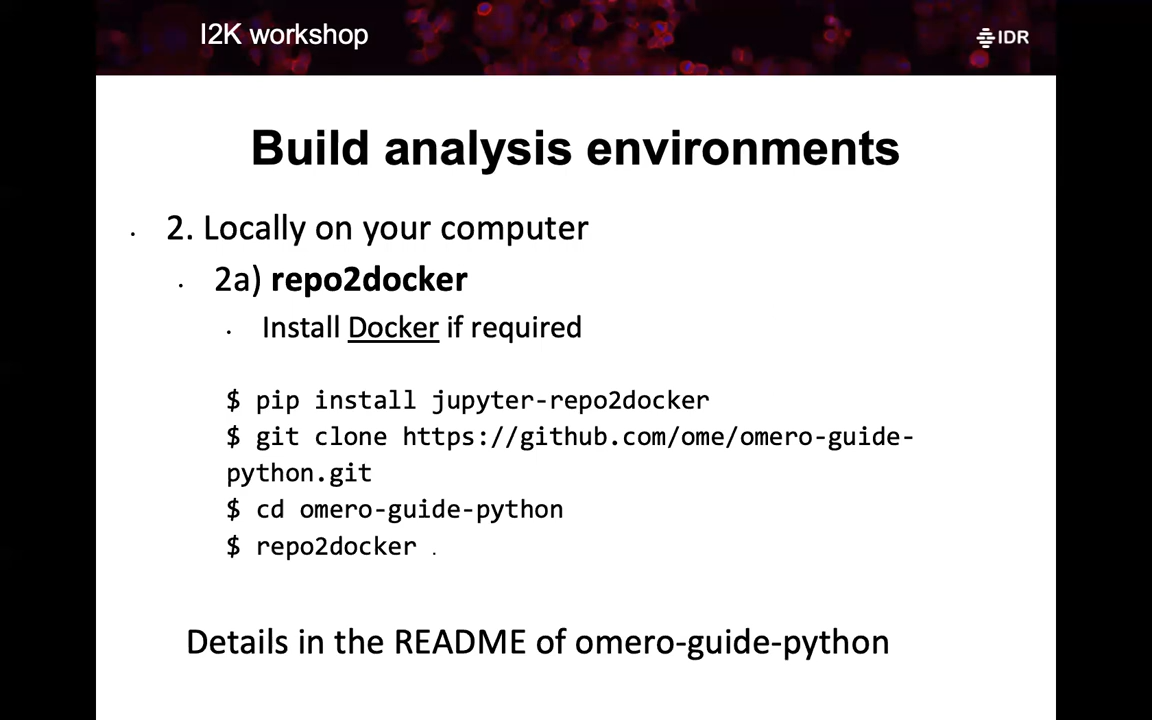 I2K workshop
IDR
Build analysis environments
· 2. Locally on your computer
· 2a) repo2docker
· Install Docker if required
$ pip install jupyter-repo2docker
$ git clone https://github.com/ome/omero-guide-
python.git
$ cd omero-guide-python
$ repo2docker .
Details in the README of omero-guide-python